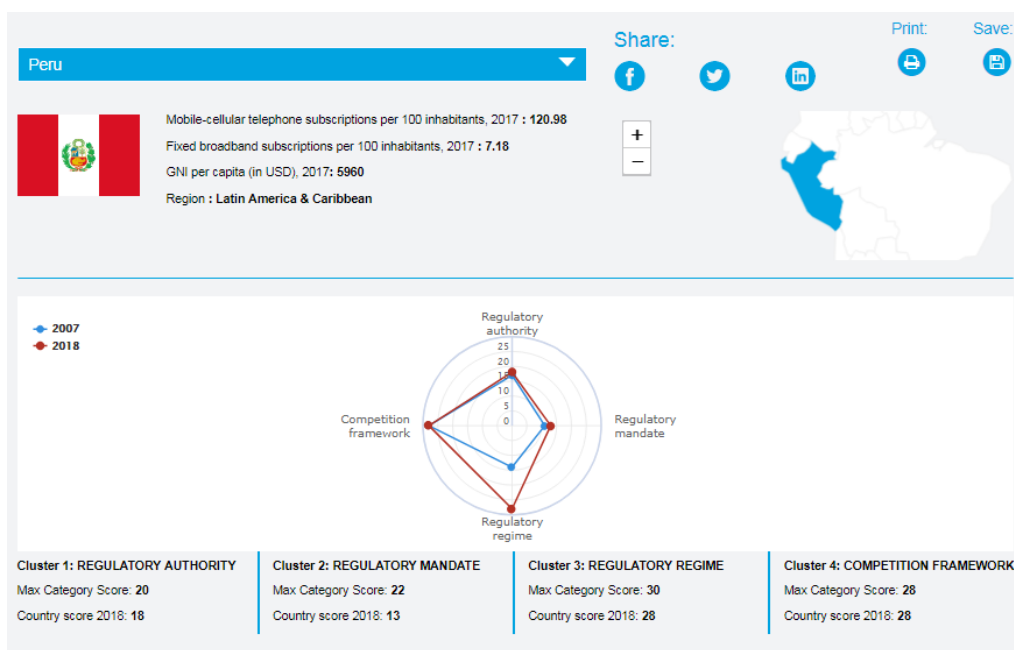 Peru
Share:
Print:
Save:
Mobile-cellular telephone subscriptions per 100 inhabitants, 2017 : 120.98
Fixed broadband subscriptions per 100 inhabitants, 2017 : 7.18
GNI per capita (in USD), 2017: 5960
Region : Latin America & Caribbean
+
−
2007
2018
Regulatory
authority
25
20
15
10
5
0
Competition
framework
Regulatory
mandate
Regulatory
regime
Cluster 1: REGULATORY AUTHORITY
Max Category Score: 20
Country score 2018: 18
Cluster 2: REGULATORY MANDATE
Max Category Score: 22
Country score 2018: 13
Cluster 3: REGULATORY REGIME
Max Category Score: 30
Country score 2018: 28
Cluster 4: COMPETITION FRAMEWORK
Max Category Score: 28
Country score 2018: 28